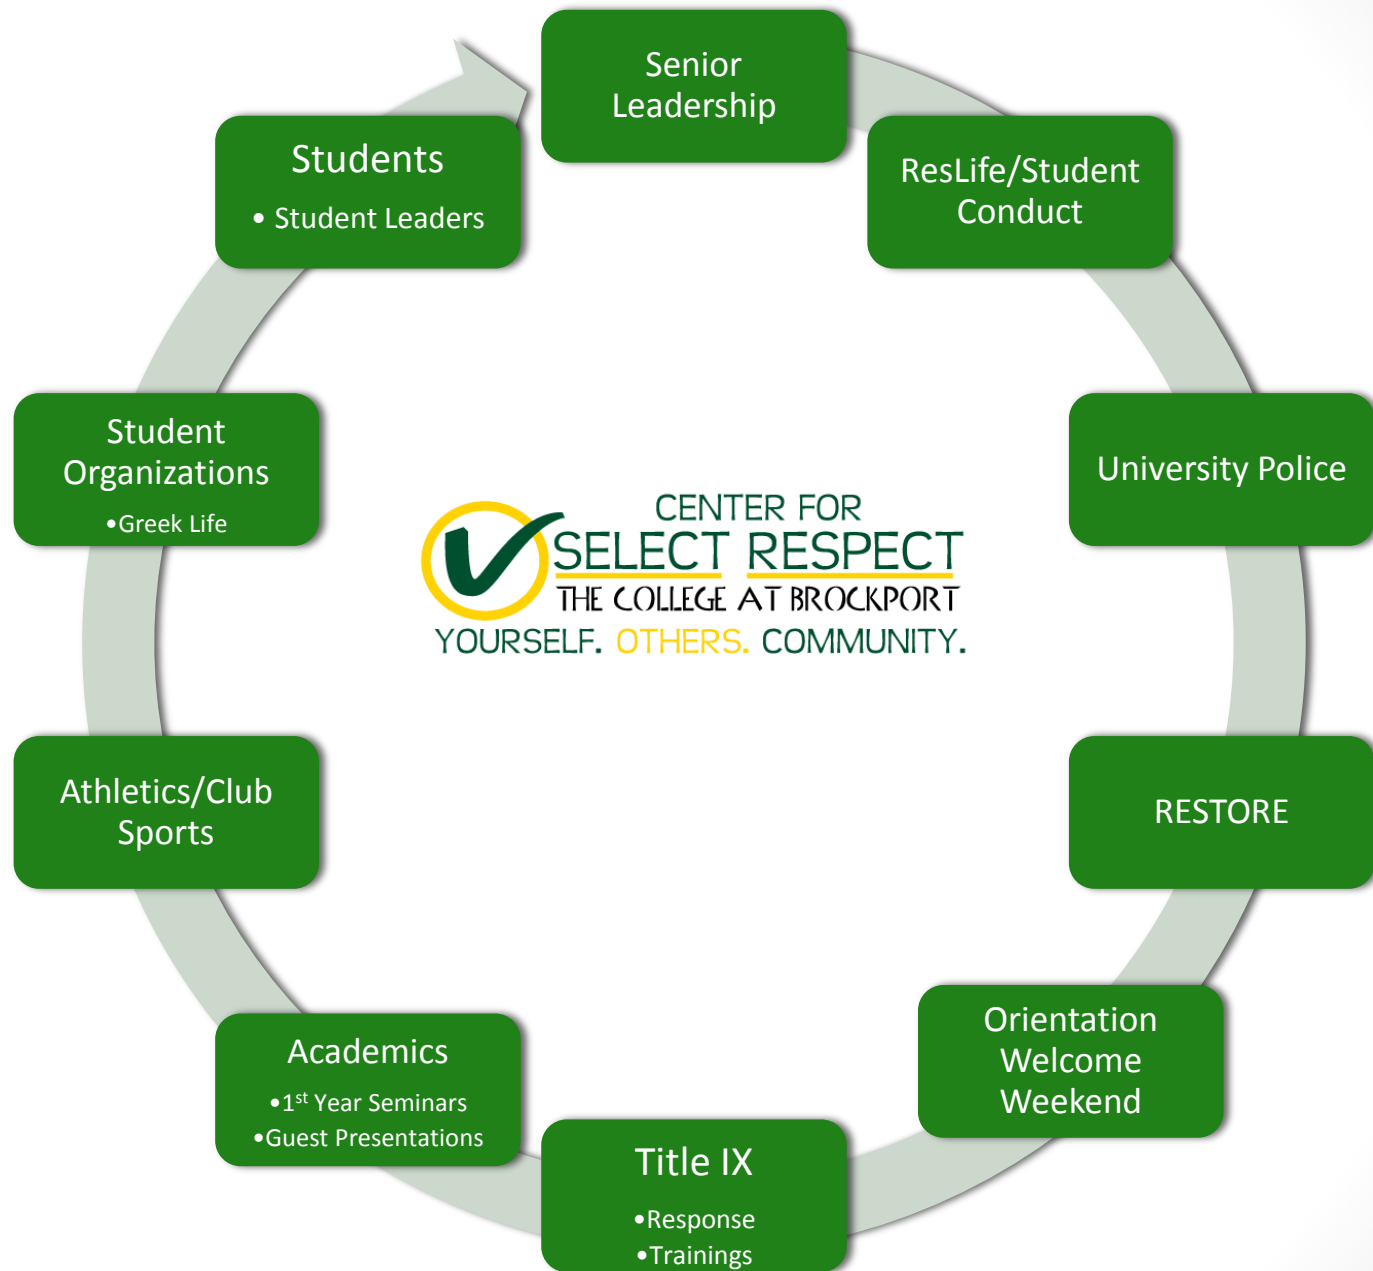 Senior
Leadership
ResLife/Student
Conduct
University Police
RESTORE
Orientation
Welcome
Weekend
Title IX
•Response
•Trainings
Academics
•1st Year Seminars
•Guest Presentations
Athletics/Club
Sports
Student
Organizations
•Greek Life
Students
• Student Leaders
CENTER FOR
SELECT RESPECT
THE COLLEGE AT BROCKPORT
YOURSELF. OTHERS. COMMUNITY.